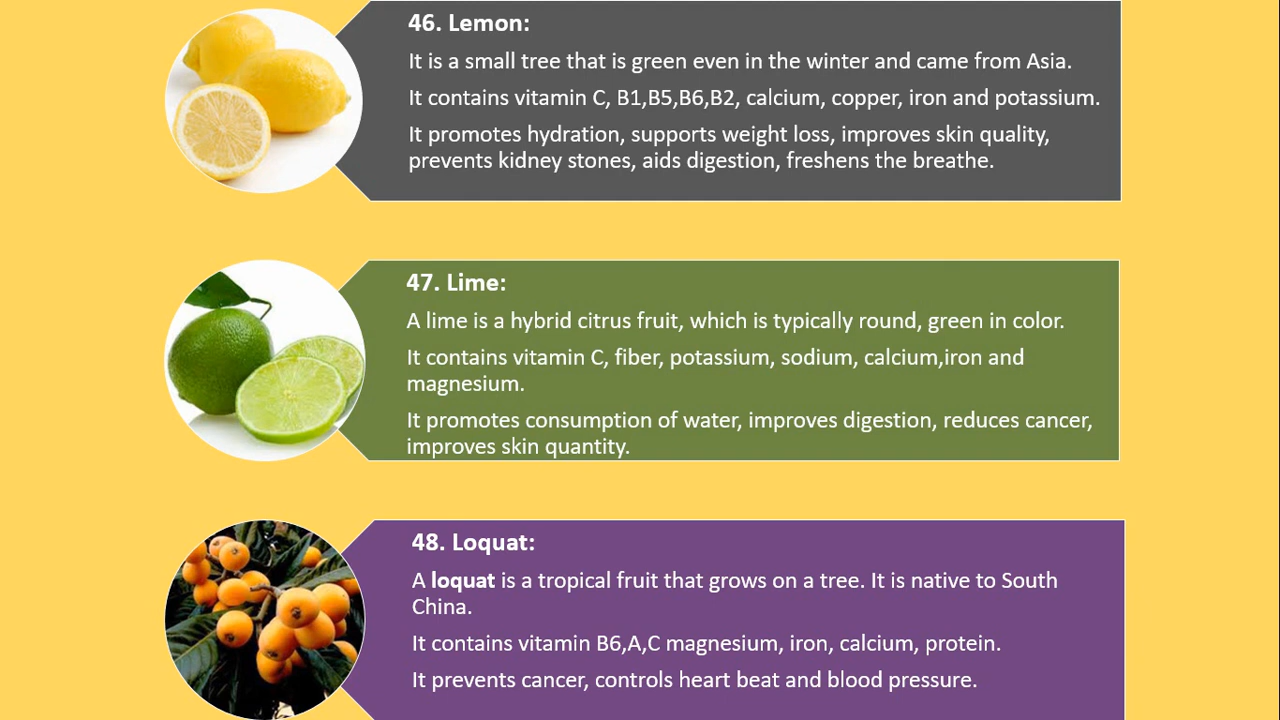 46. Lemon:
It is a small tree that is green even in the winter and came from Asia.
It contains vitamin C, B1,B5,B6,B2, calcium, copper, iron and potassium.
It promotes hydration, supports weight loss, improves skin quality,
prevents kidney stones, aids digestion, freshens the breathe.
47. Lime:
A lime is a hybrid citrus fruit, which is typically round, green in color.
It contains vitamin C, fiber, potassium, sodium, calcium,iron and
magnesium.
It promotes consumption of water, improves digestion, reduces cancer,
improves skin quantity.
48. Loquat:
A loquat is a tropical fruit that grows on a tree. It is native to South
China.
It contains vitamin B6,A,C magnesium, iron, calcium, protein.
It prevents cancer, controls heart beat and blood pressure.